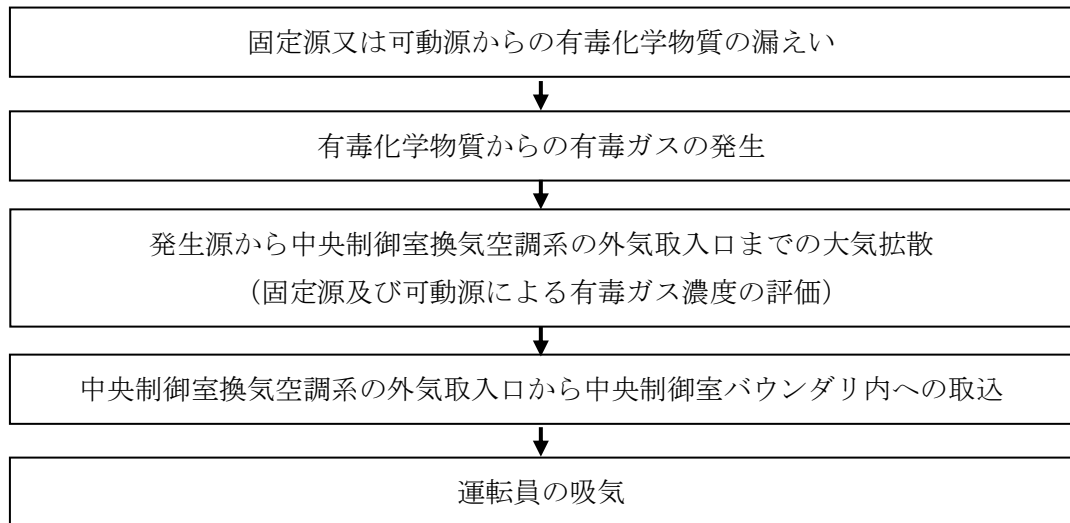 固定源又は可動源からの有毒化学物質の漏えい
有毒化学物質からの有毒ガスの発生
発生源から中央制御室換気空調系の外気取入口までの大気拡散
（固定源及び可動源による有毒ガス濃度の評価）
中央制御室換気空調系の外気取入口から中央制御室バウンダリ内への取込
運転員の吸気